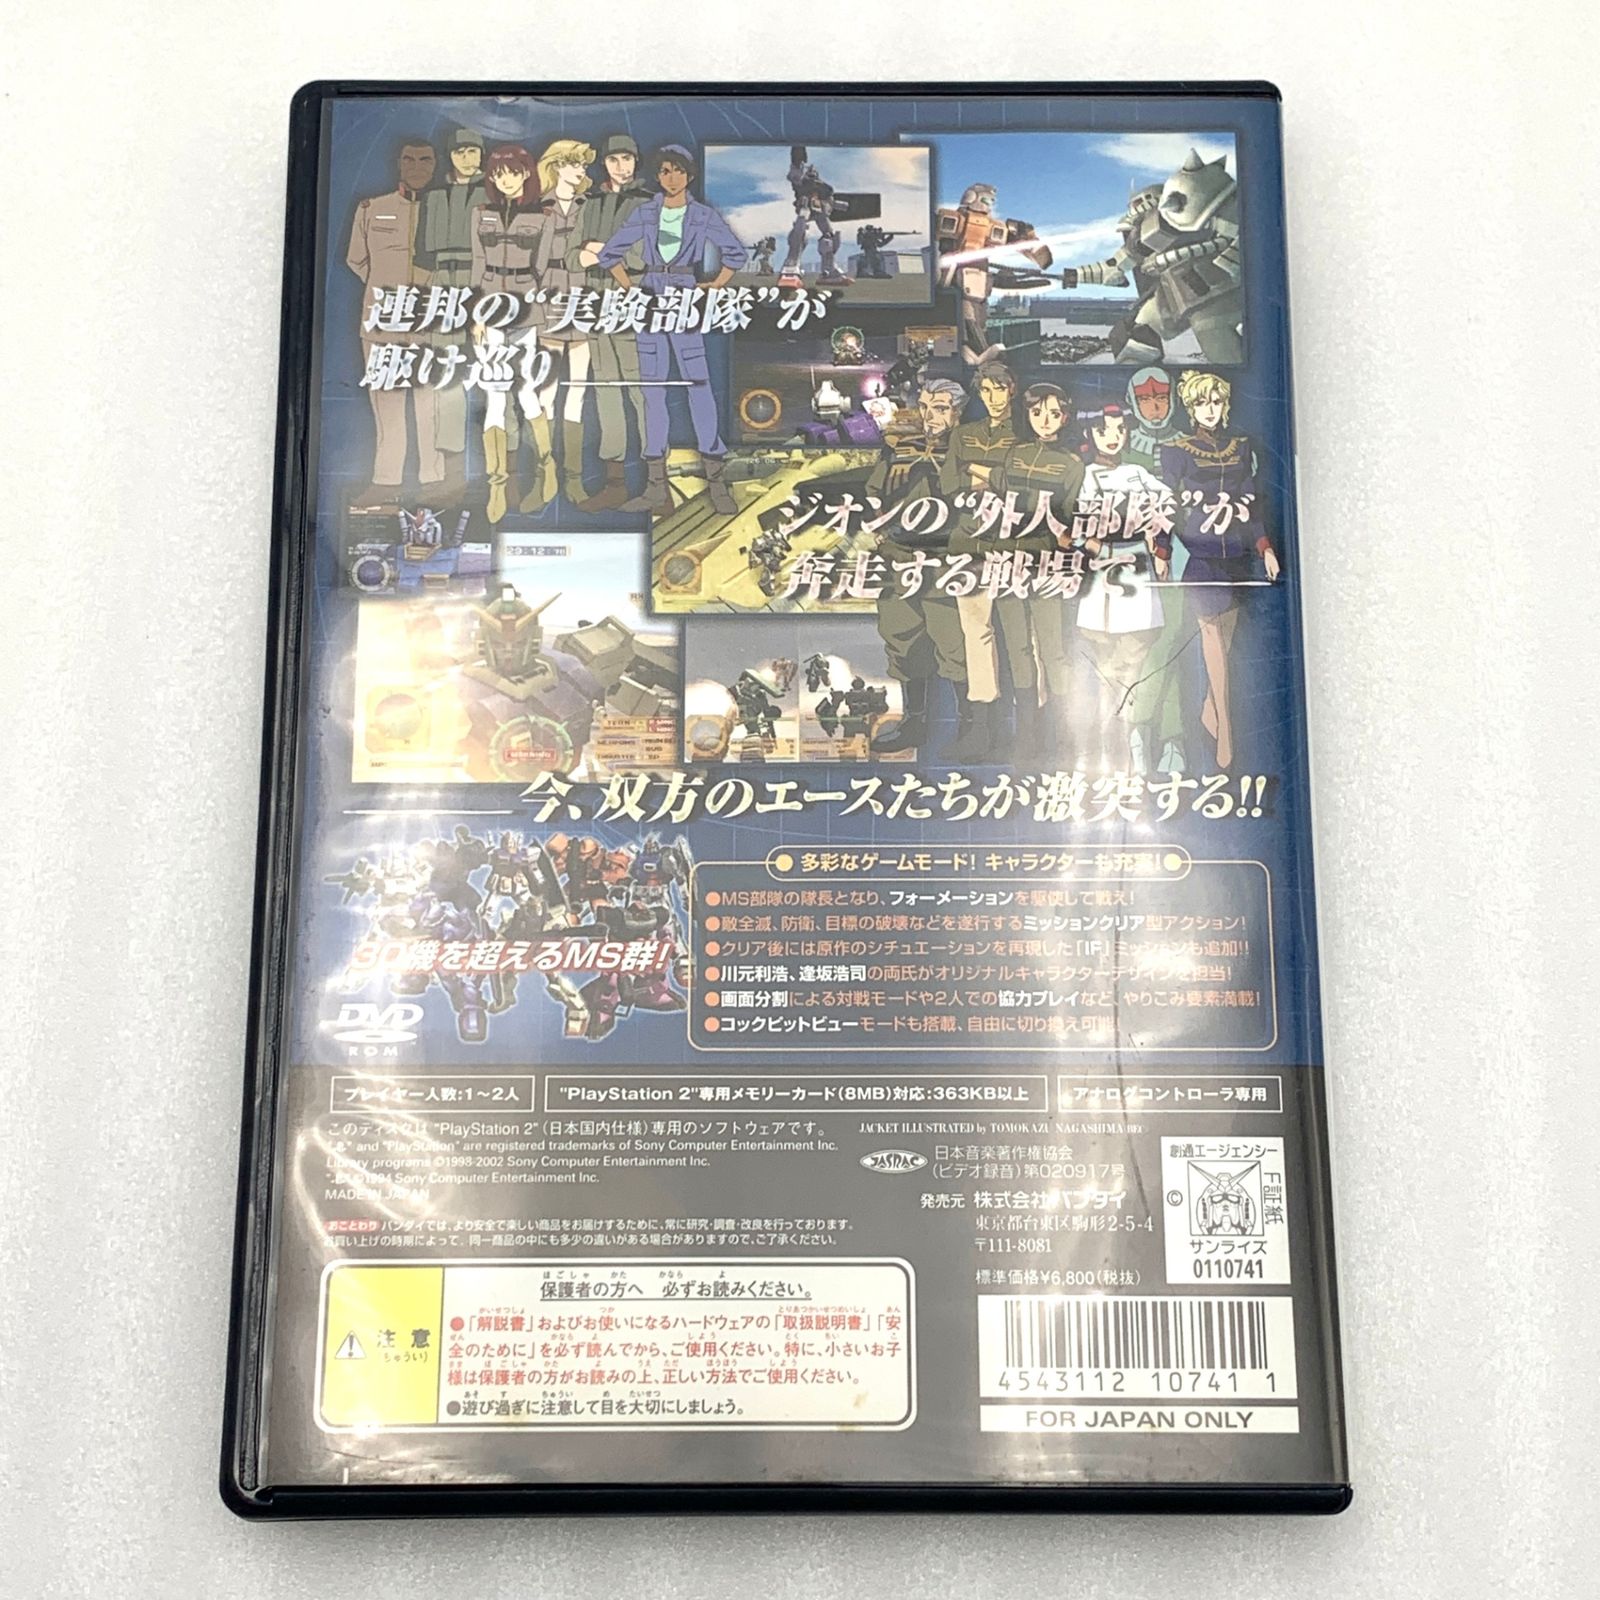 連邦の“実験部隊”が
駆け巡り
ジオンの“外人部隊”が
奔走する戦場で
今、双方のエースたちが激突する!!
多彩なゲームモード! キャラクターも充実!
●MS部隊の隊長となり、フォーメーションを駆使して戦え!
●敵全滅、防衛、目標の破壊などを遂行するミッションクリア型アクション!
●クリア後には原作のシチュエーションを再現した「IF」ミッションも追加!!
●川元利浩、逢坂浩司の両氏がオリジナルキャラクターデザインを担当!
●画面分割による対戦モードや2人での協力プレイなど、やりこみ要素満載!
●コックピットビューモードも搭載、自由に切り換え可能!
30機を超えるMS群!
DVD
ROM
プレイヤー人数:1～2人
"PlayStation 2"専用メモリーカード(8MB)対応:363KB以上
アナログコントローラ専用
このディスクは "PlayStation 2" (日本国内仕様)専用のソフトウェアです。
and "PlayStation" are registered trademarks of Sony Computer Entertainment Inc.
Library programs ©1998-2002 Sony Computer Entertainment Inc.
©1994 Sony Computer Entertainment Inc.
MADE IN JAPAN
JACKET ILLUSTRATED by TOMOKAZU NAGASHIMA
JASRAC
日本音楽著作権協会
(ビデオ録音)第020917号
発売元 株式会社バンダイ
東京都台東区駒形2-5-4
〒111-8081
標準価格¥6,800(税抜)
創通エージェンシー
©
証紙
サンライズ
0110741
おことわり バンダイでは、より安全で楽しい商品をお届けするために、常に研究・調査・改良を行っております。
お買い上げの時期によって、同一商品の中にも多少の違いがある場合がありますので、ご了承ください。
注意
(ちゅうい)
保護者の方へ 必ずお読みください。
●「解説書」およびお使いになるハードウェアの「取扱説明書」「安
全のために」を必ず読んでから、ご使用ください。特に、小さいお子
様は保護者の方がお読みの上、正しい方法でご使用ください。
●遊び過ぎに注意して目を大切にしましょう。
4543112 10741 1
FOR JAPAN ONLY